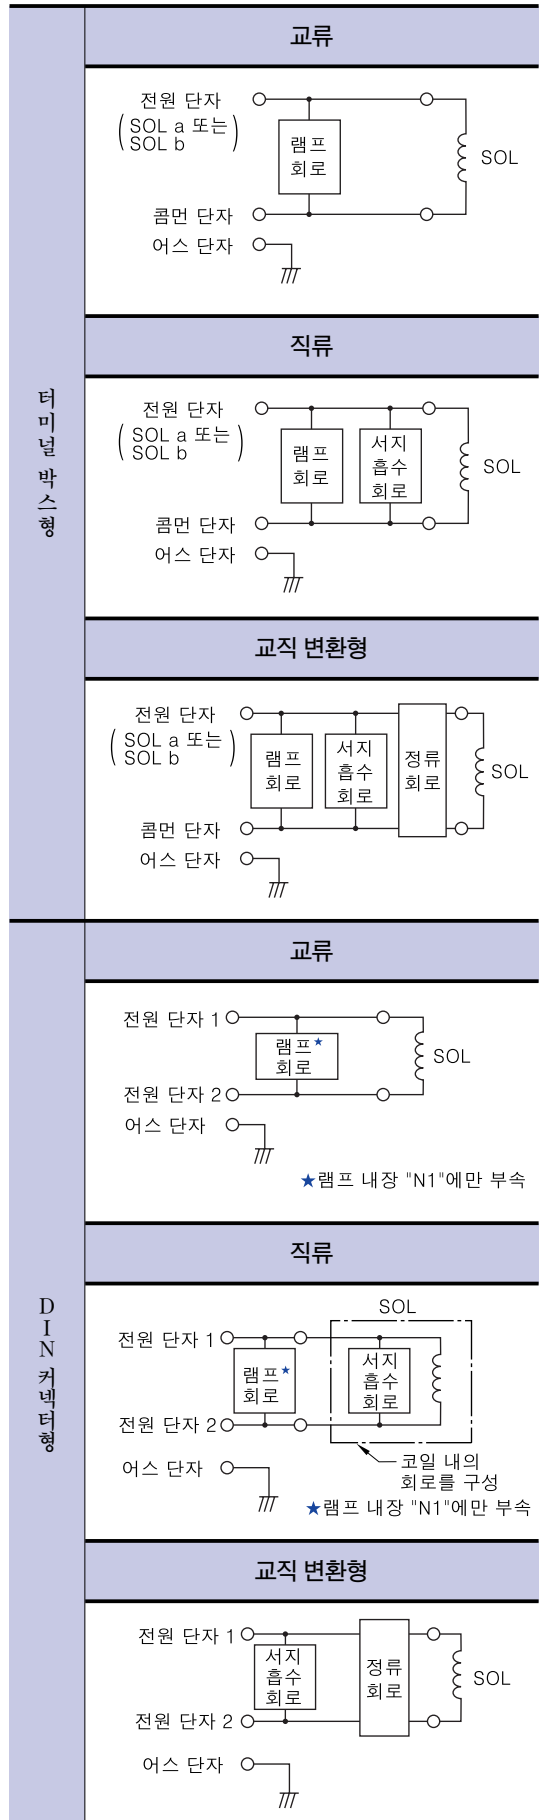 터미널 박스형
교류
전원 단자
( SOL a 또는
SOL b )
램프
회로
SOL
콤먼 단자
어스 단자
직류
전원 단자
( SOL a 또는
SOL b )
램프
회로
서지
흡수
회로
SOL
콤먼 단자
어스 단자
교직 변환형
전원 단자
( SOL a 또는
SOL b )
램프
회로
서지
흡수
회로
정류
회로
SOL
콤먼 단자
어스 단자
DIN 커넥터형
교류
전원 단자 1
램프★
회로
SOL
전원 단자 2
어스 단자
★램프 내장 "N1"에만 부속
직류
SOL
전원 단자 1
램프★
회로
서지
흡수
회로
전원 단자 2
어스 단자
코일 내의
회로를 구성
★램프 내장 "N1"에만 부속
교직 변환형
전원 단자 1
서지
흡수
회로
정류
회로
SOL
전원 단자 2
어스 단자